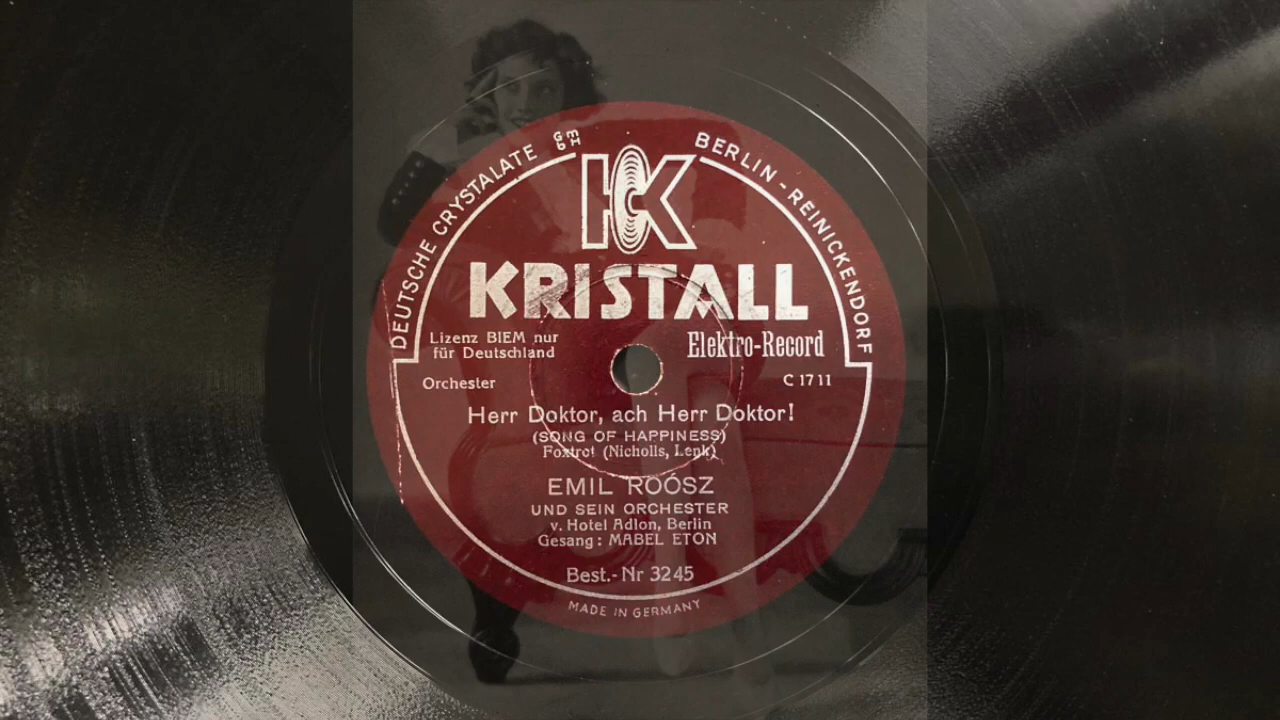 DEUTSCHE CRYSTALATE GmbH BERLIN-REINICKENDORF
K
KRISTALL
Lizenz BIEM nur
für Deutschland
Elektro-Record
Orchester
C 1711
Herr Doktor, ach Herr Doktor!
(SONG OF HAPPINESS)
Foxtrot (Nicholls, Lenk)
EMIL ROÓSZ
UND SEIN ORCHESTER
v. Hotel Adlon, Berlin
Gesang: MABEL ETON
Best.-Nr 3245
MADE IN GERMANY